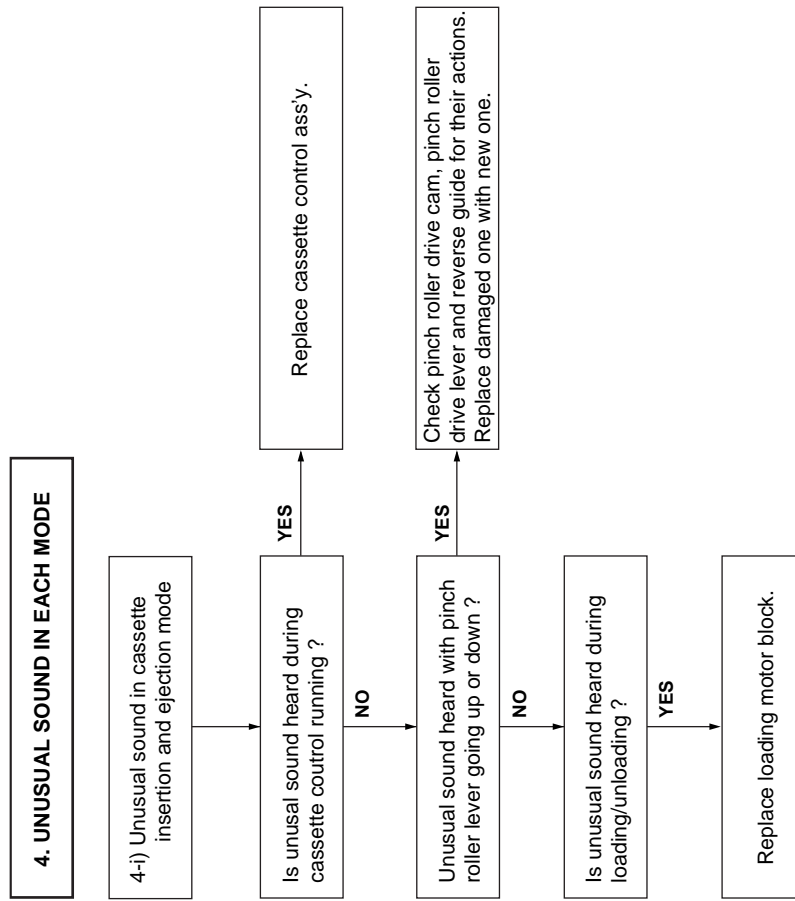 4. UNUSUAL SOUND IN EACH MODE
4-i) Unusual sound in cassette
insertion and ejection mode
Is unusual sound heard during
cassette coutrol running ?
YES
Replace cassette control ass'y.
NO
Unusual sound heard with pinch
roller lever going up or down ?
YES
Check pinch roller drive cam, pinch roller
drive lever and reverse guide for their actions.
Replace damaged one with new one.
NO
Is unusual sound heard during
loading/unloading ?
YES
Replace loading motor block.